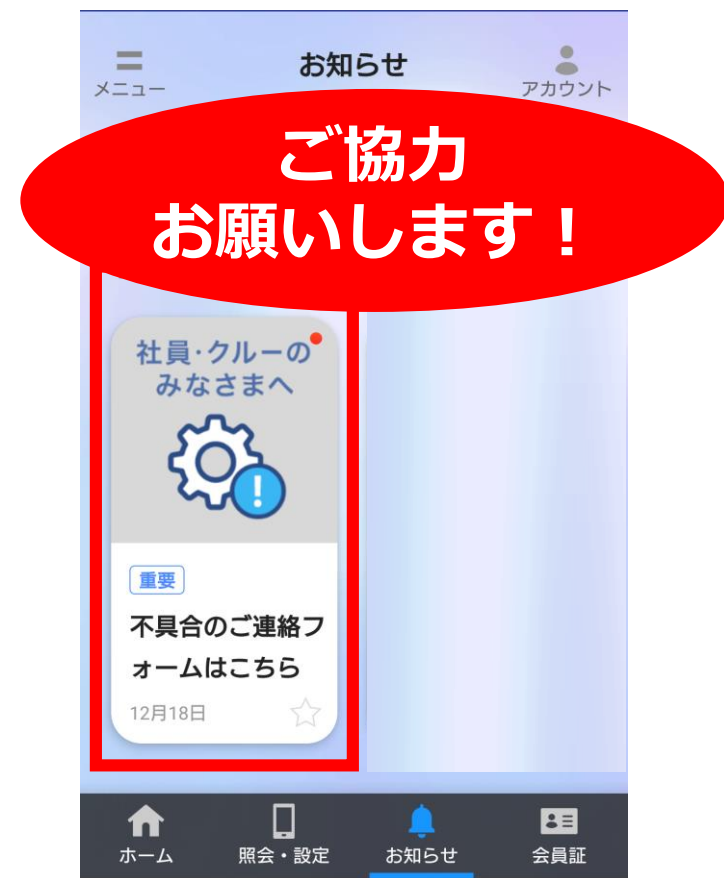 お知らせ
メニュー
アカウント
ご協力
お願いします！
社員・クルーの
みなさまへ
!
重要
不具合のご連絡フ
ォームはこちら
12月18日
ホーム
照会・設定
お知らせ
会員証